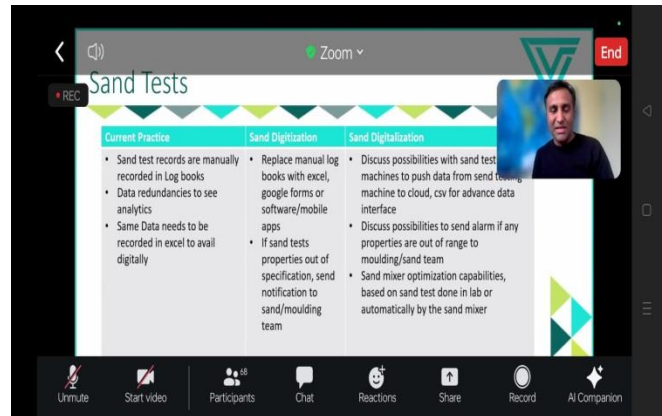 Zoom
End
REC
Sand Tests
Current Practice
• Sand test records are manually
recorded in Log books
• Data redundancies to see
analytics
• Same Data needs to be
recorded in excel to avail
digitally
Sand Digitization
• Replace manual log
books with excel,
google forms or
software/mobile
apps
• If sand tests
properties out of
specification, send
notification to
sand/moulding
team
Sand Digitalization
• Discuss possibilities with sand test
machines to push data from send testing
machine to cloud, csv for advance data
interface
• Discuss possibilities to send alarm if any
properties are out of range to
moulding/sand team
• Sand mixer optimization capabilities,
based on sand test done in lab or
automatically by the sand mixer
68
Unmute
Start video
Participants
Chat
Reactions
Share
Record
AI Companion